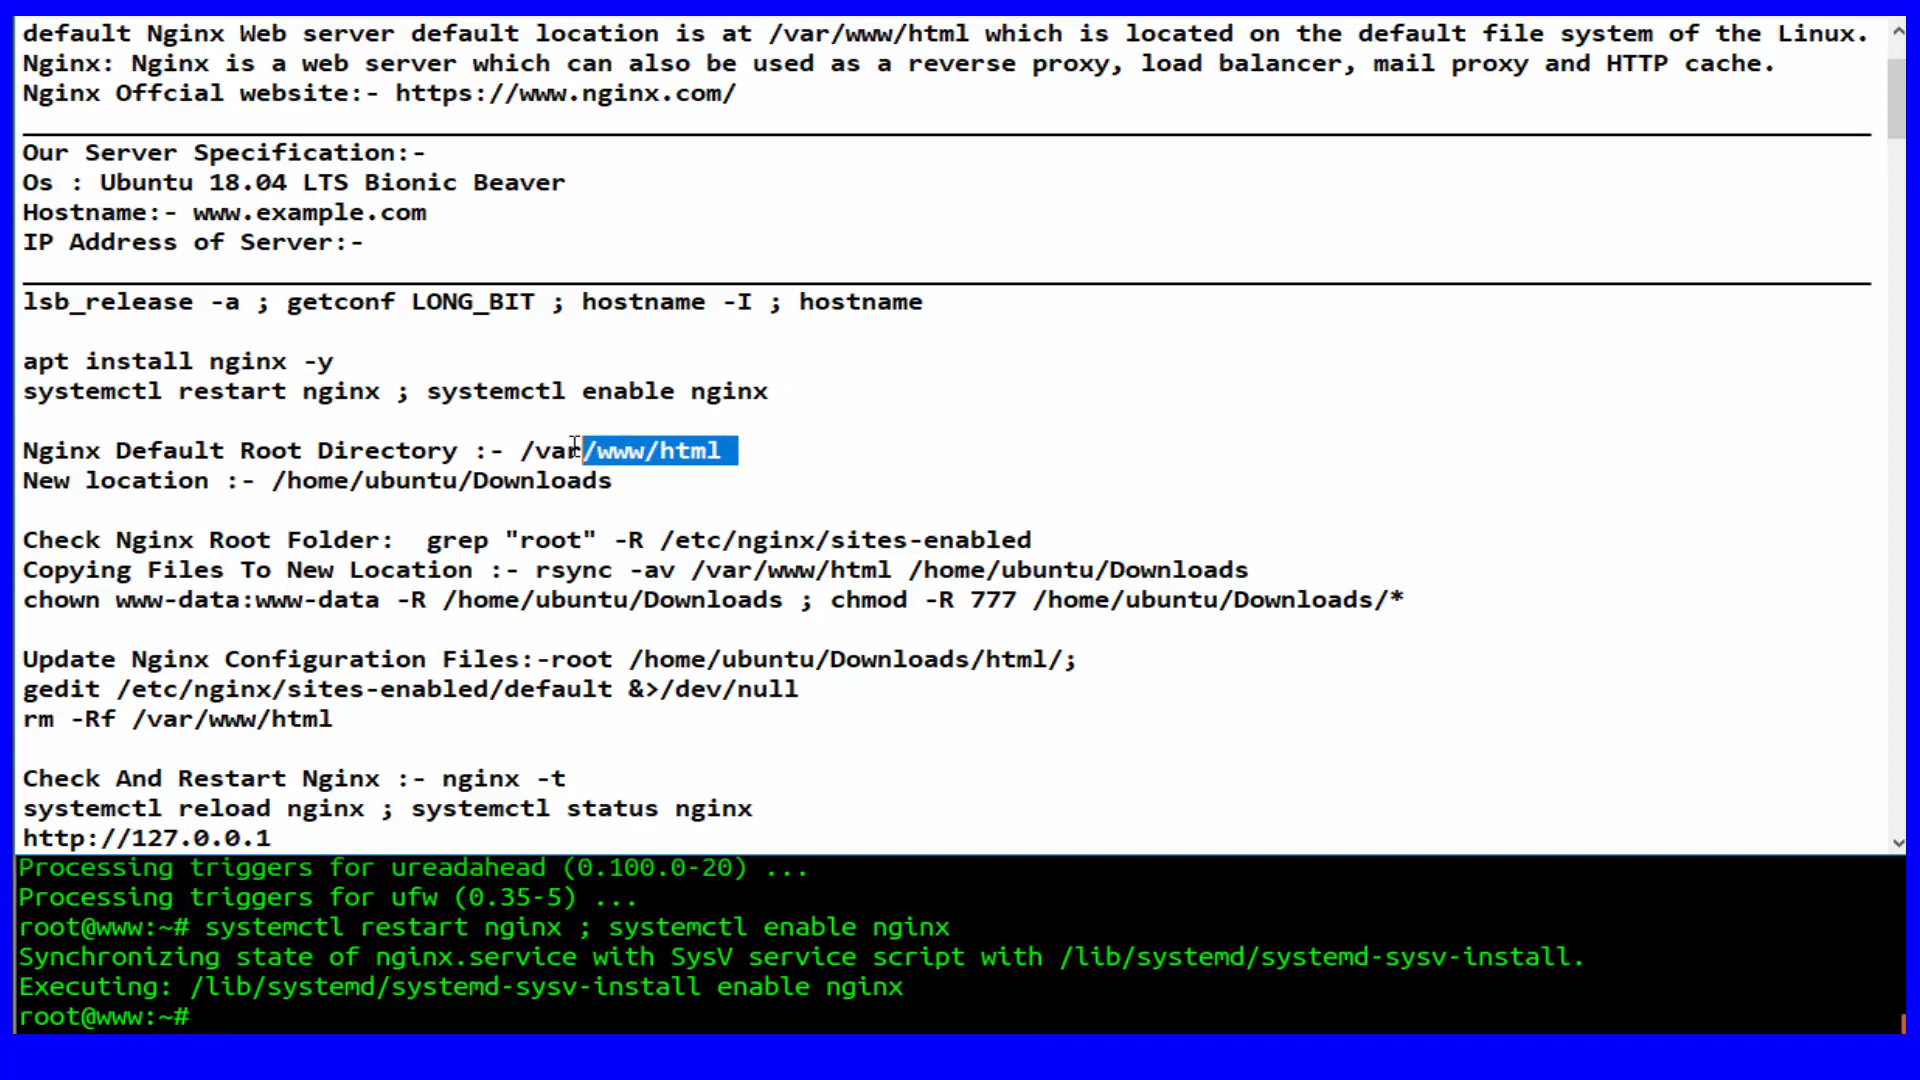 default Nginx Web server default location is at /var/www/html which is located on the default file system of the Linux.
Nginx: Nginx is a web server which can also be used as a reverse proxy, load balancer, mail proxy and HTTP cache.
Nginx Offcial website:- https://www.nginx.com/
Our Server Specification:-
Os : Ubuntu 18.04 LTS Bionic Beaver
Hostname:- www.example.com
IP Address of Server:-
lsb_release -a ; getconf LONG_BIT ; hostname -I ; hostname
apt install nginx -y
systemctl restart nginx ; systemctl enable nginx
Nginx Default Root Directory :- /var/www/html
New location :- /home/ubuntu/Downloads
Check Nginx Root Folder:  grep "root" -R /etc/nginx/sites-enabled
Copying Files To New Location :- rsync -av /var/www/html /home/ubuntu/Downloads
chown www-data:www-data -R /home/ubuntu/Downloads ; chmod -R 777 /home/ubuntu/Downloads/*
Update Nginx Configuration Files:-root /home/ubuntu/Downloads/html/;
gedit /etc/nginx/sites-enabled/default &>/dev/null
rm -Rf /var/www/html
Check And Restart Nginx :- nginx -t
systemctl reload nginx ; systemctl status nginx
http://127.0.0.1
Processing triggers for ureadahead (0.100.0-20) ...
Processing triggers for ufw (0.35-5) ...
root@www:~# systemctl restart nginx ; systemctl enable nginx
Synchronizing state of nginx.service with SysV service script with /lib/systemd/systemd-sysv-install.
Executing: /lib/systemd/systemd-sysv-install enable nginx
root@www:~#